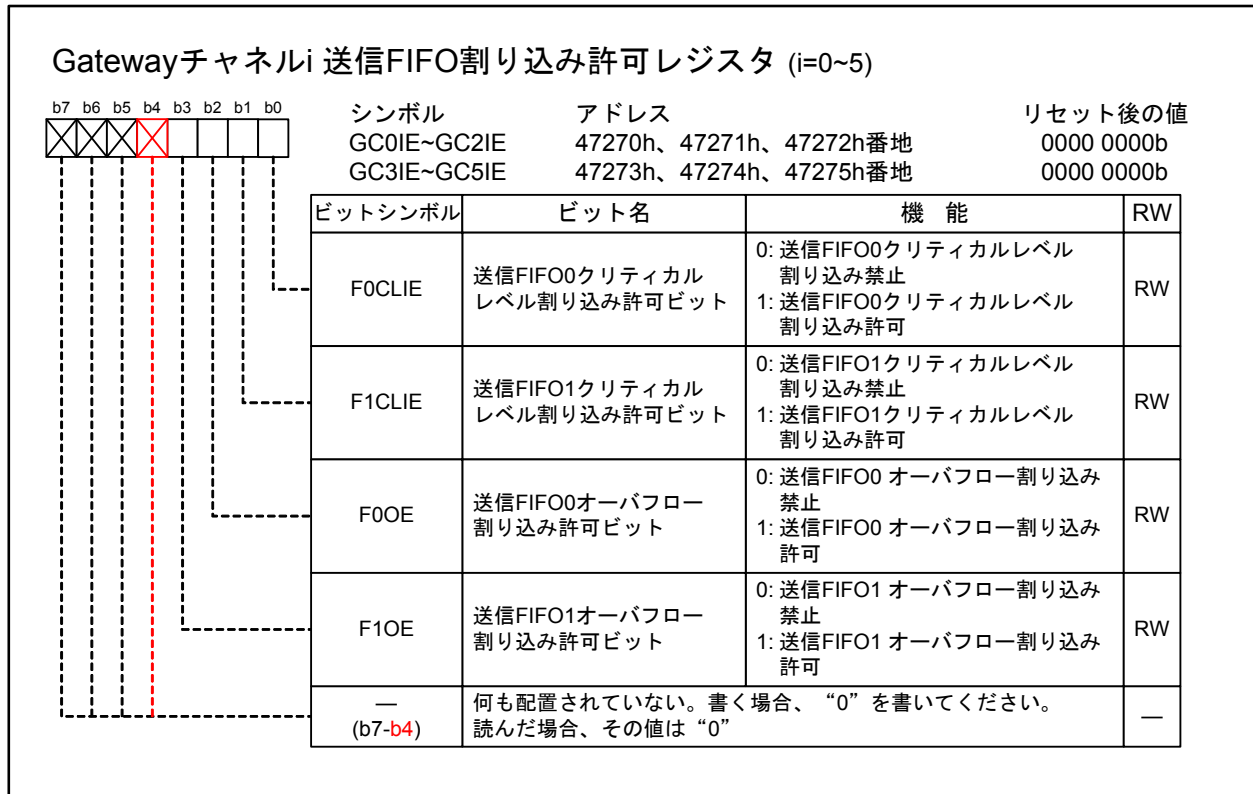 Gatewayチャネルi 送信FIFO割り込み許可レジスタ (i=0~5)
b7 b6 b5 b4 b3 b2 b1 b0
シンボル アドレス リセット後の値
GC0IE~GC2IE 47270h、47271h、47272h番地 0000 0000b
GC3IE~GC5IE 47273h、47274h、47275h番地 0000 0000b
ビットシンボル ビット名 機 能 RW
F0CLIE
送信FIFO0クリティカル
レベル割り込み許可ビット
0: 送信FIFO0クリティカルレベル
割り込み禁止
1: 送信FIFO0クリティカルレベル
割り込み許可
RW
F1CLIE
送信FIFO1クリティカル
レベル割り込み許可ビット
0: 送信FIFO1クリティカルレベル
割り込み禁止
1: 送信FIFO1クリティカルレベル
割り込み許可
RW
F0OE
送信FIFO0オーバフロー
割り込み許可ビット
0: 送信FIFO0 オーバフロー割り込み
禁止
1: 送信FIFO0 オーバフロー割り込み
許可
RW
F1OE
送信FIFO1オーバフロー
割り込み許可ビット
0: 送信FIFO1 オーバフロー割り込み
禁止
1: 送信FIFO1 オーバフロー割り込み
許可
RW
—
(b7-b4)
何も配置されていない。書く場合、“0”を書いてください。
読んだ場合、その値は“0”
—